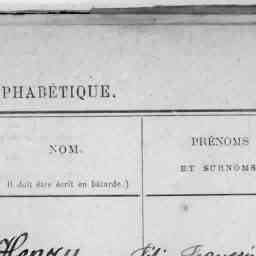 PHABÉTIQUE.
NOM. PRÉNOMS
ET SURNOMS
Il doit être écrit en bâtarde.)
Henry